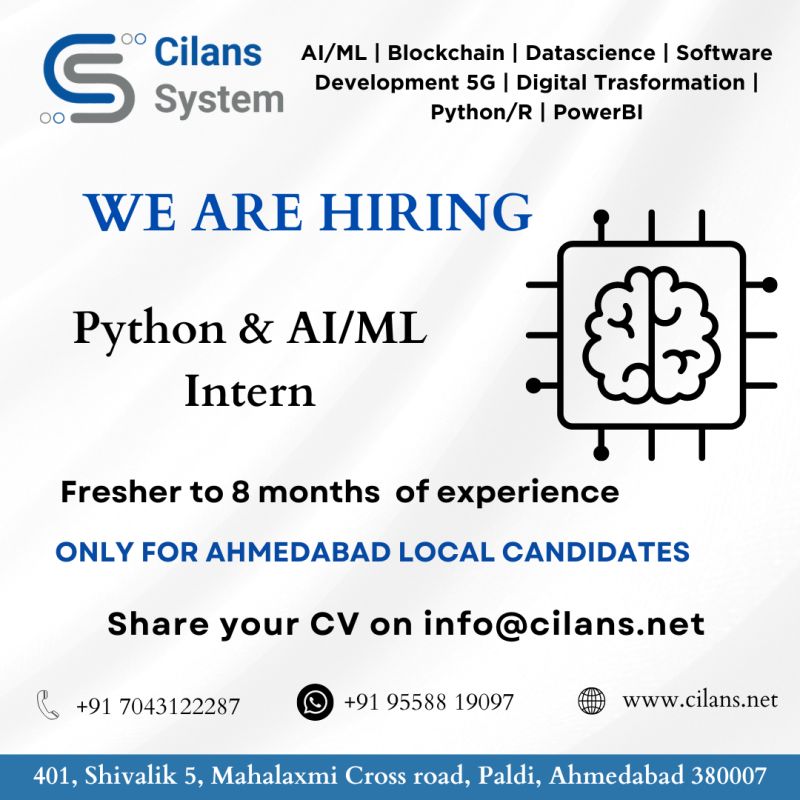 Cilans
System
AI/ML | Blockchain | Datascience | Software
Development 5G | Digital Trasformation |
Python/R | PowerBI
WE ARE HIRING
Python & AI/ML
Intern
Fresher to 8 months of experience
ONLY FOR AHMEDABAD LOCAL CANDIDATES
Share your CV on info@cilans.net
+91 7043122287
+91 95588 19097
www.cilans.net
401, Shivalik 5, Mahalaxmi Cross road, Paldi, Ahmedabad 380007